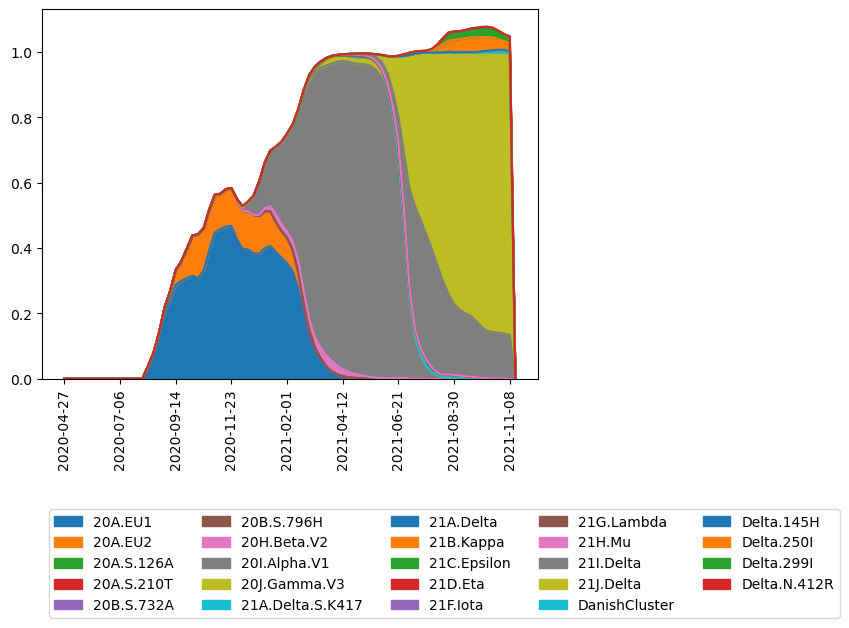 1.0
0.8
0.6
0.4
0.2
0.0
2020-04-27
2020-07-06
2020-09-14
2020-11-23
2021-02-01
2021-04-12
2021-06-21
2021-08-30
2021-11-08
20A.EU1
20A.EU2
20A.S.126A
20A.S.210T
20B.S.732A
20B.S.796H
20H.Beta.V2
20I.Alpha.V1
20J.Gamma.V3
21A.Delta.S.K417
21A.Delta
21B.Kappa
21C.Epsilon
21D.Eta
21F.Iota
21G.Lambda
21H.Mu
21I.Delta
21J.Delta
DanishCluster
Delta.145H
Delta.250I
Delta.299I
Delta.N.412R